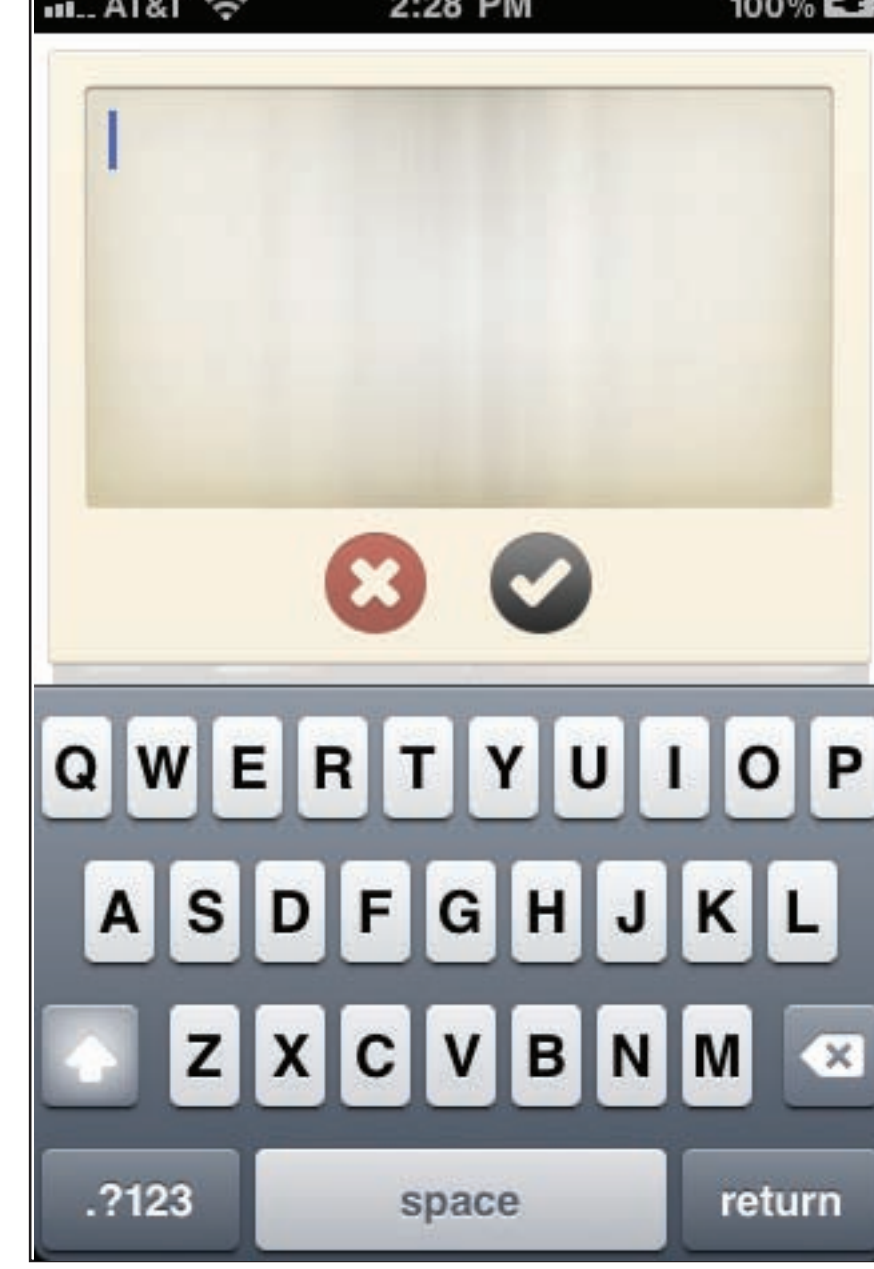 AT&T 2:28 PM 100%
Q W E R T Y U I O P
A S D F G H J K L
Z X C V B N M
.?123 space return